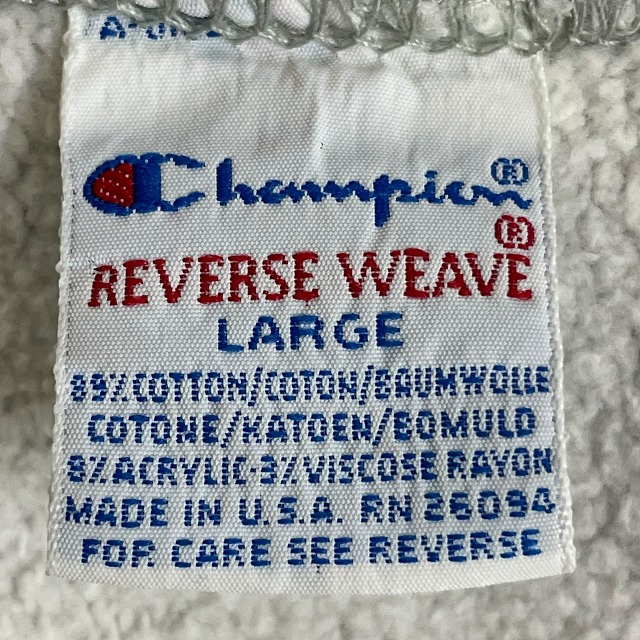 Champion®
®
REVERSE WEAVE
LARGE
89%COTTON/COTON/BAUMWOLLE
COTONE/KATOEN/BOMULD
8%ACRYLIC-3%VISCOSE RAYON
MADE IN U.S.A. RN 26094
FOR CARE SEE REVERSE